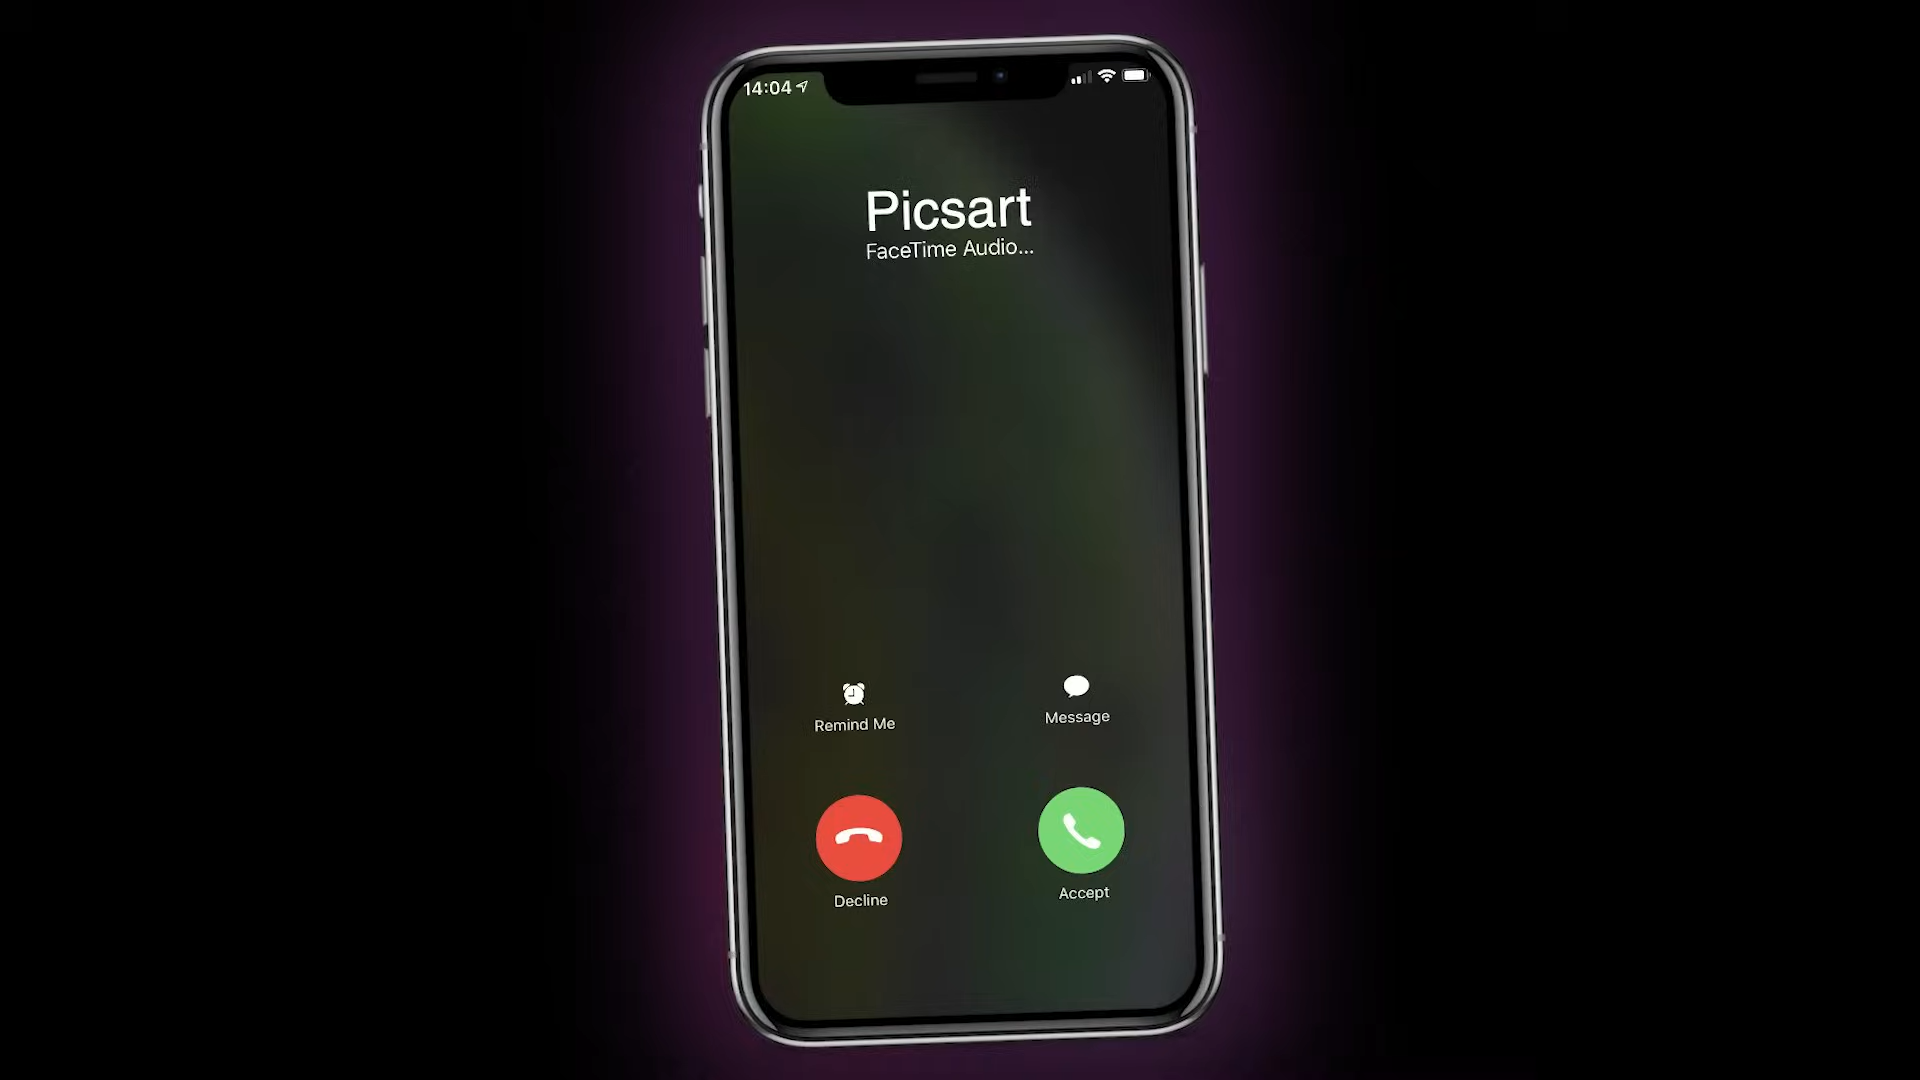 14:04
Picsart
FaceTime Audio...
Remind Me
Message
Decline
Accept